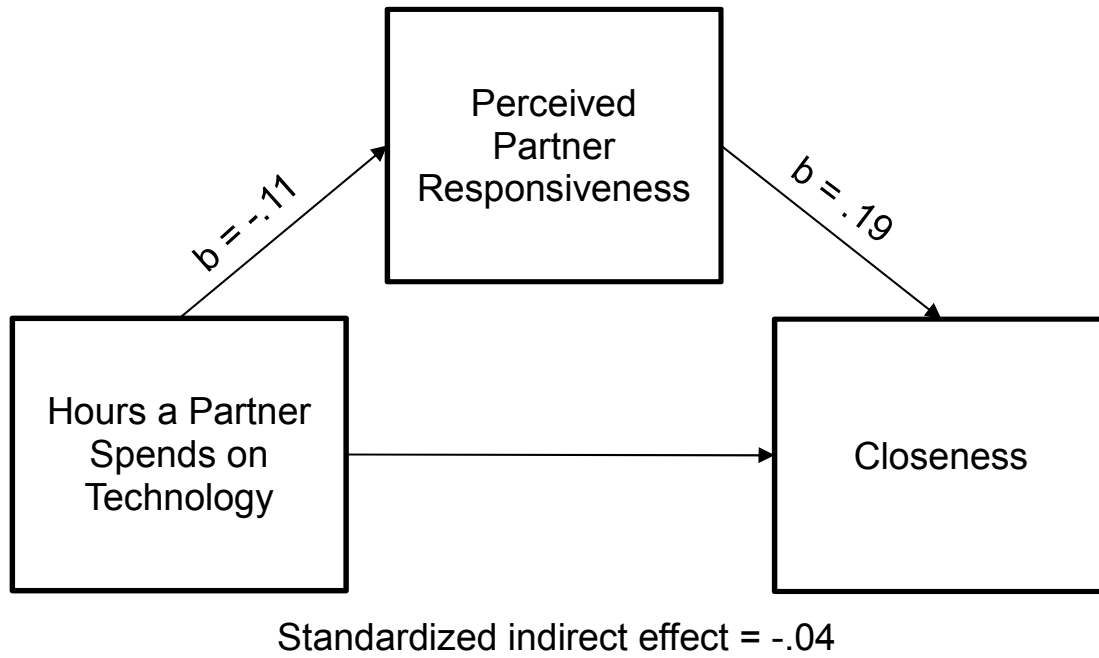 Perceived
Partner
Responsiveness
b = -.11
b = .19
Hours a Partner
Spends on
Technology
Closeness
Standardized indirect effect = -.04